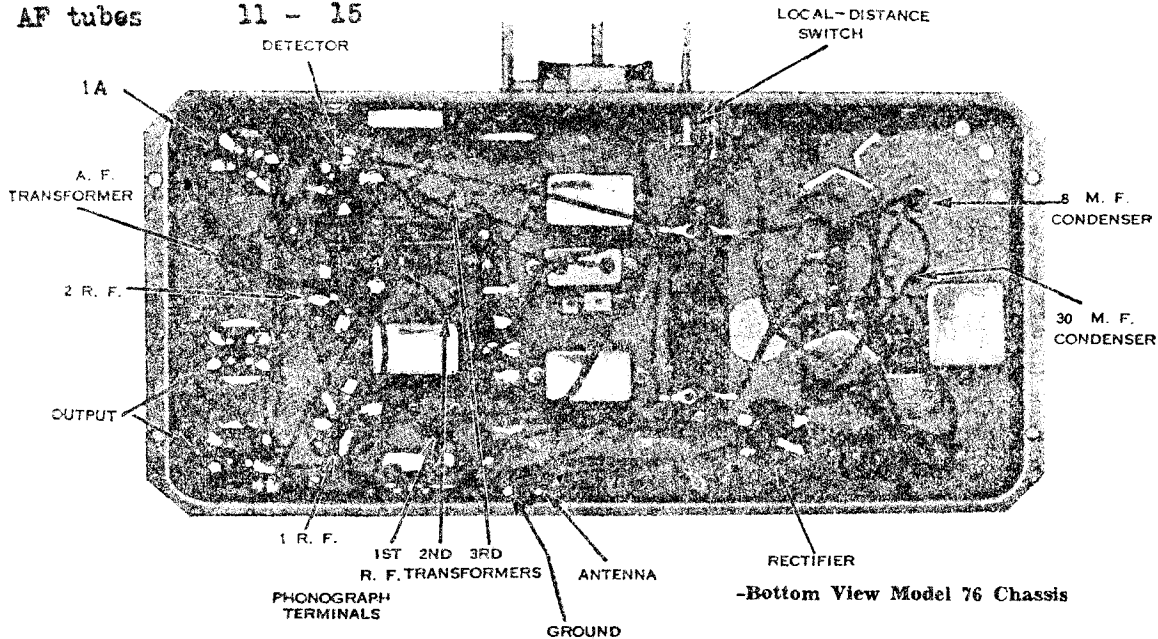 AF tubes 11 - 15
LOCAL-DISTANCE
SWITCH
DETECTOR
1 A
A. F.
TRANSFORMER
8 M. F.
CONDENSER
2 R. F.
30 M. F.
CONDENSER
OUTPUT
1 R. F.
1ST 2ND 3RD
R. F. TRANSFORMERS
ANTENNA
RECTIFIER
PHONOGRAPH
TERMINALS
-Bottom View Model 76 Chassis
GROUND